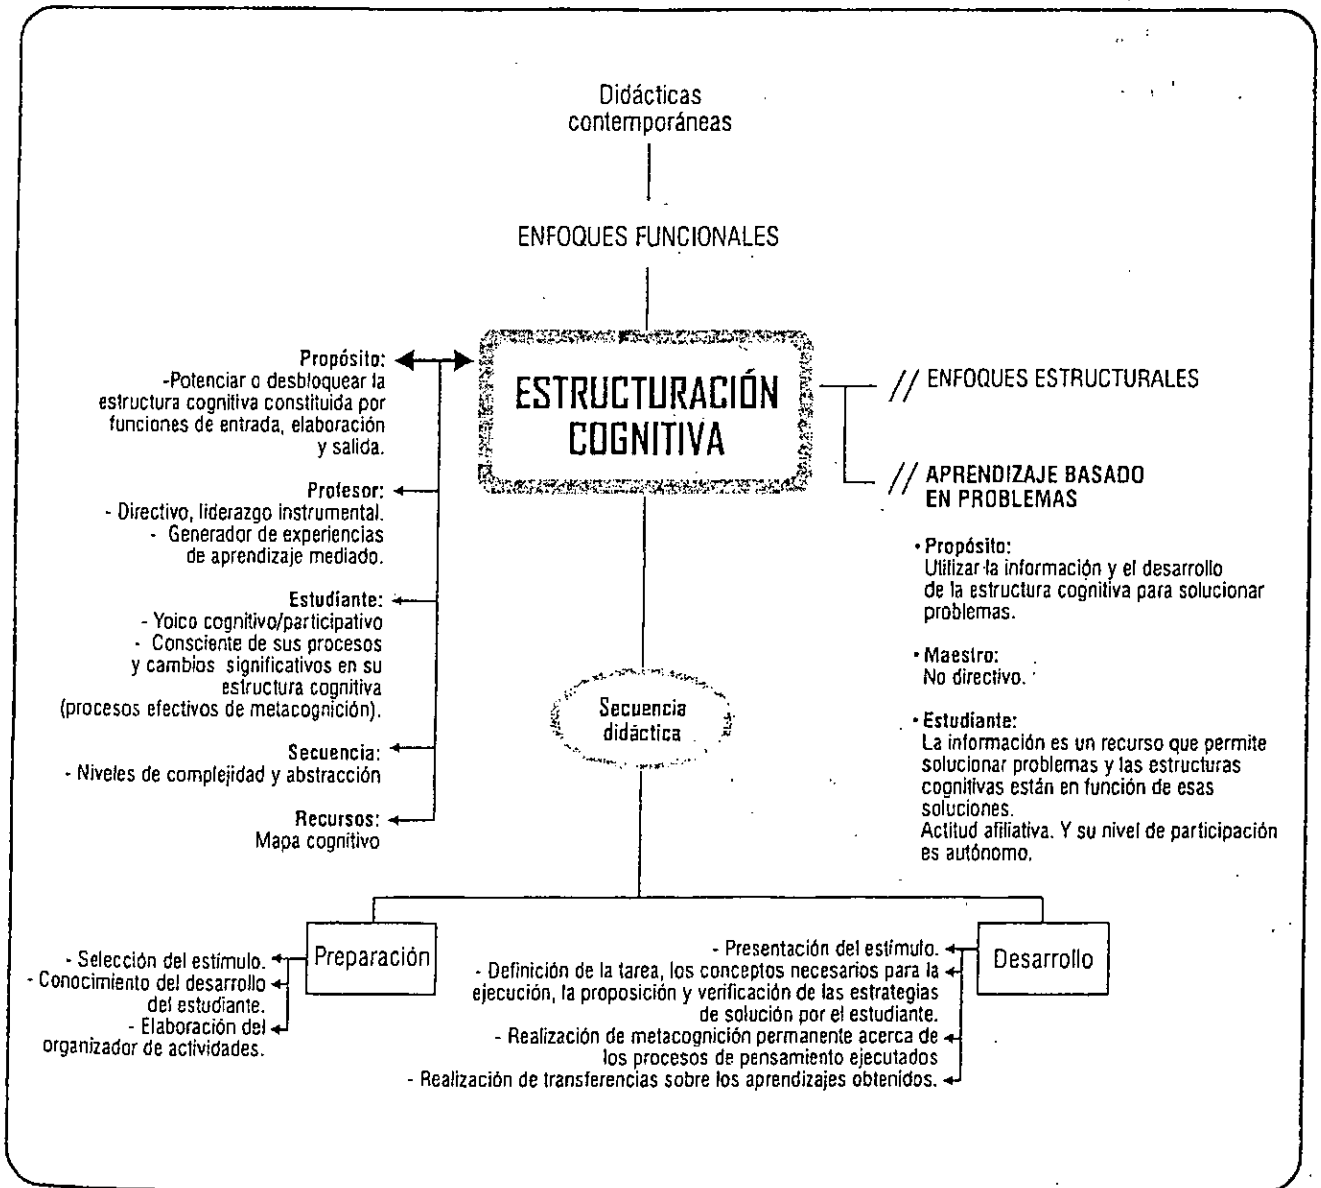 Didácticas
contemporáneas
ENFOQUES FUNCIONALES
ESTRUCTURACIÓN
COGNITIVA
Propósito:
-Potenciar o desbloquear la
estructura cognitiva constituida por
funciones de entrada, elaboración
y salida.
Profesor:
- Directivo, liderazgo instrumental.
- Generador de experiencias
de aprendizaje mediado.
Estudiante:
- Yoico cognitivo/participativo
- Consciente de sus procesos
y cambios significativos en su
estructura cognitiva
(procesos efectivos de metacognición).
Secuencia:
- Niveles de complejidad y abstracción
Recursos:
Mapa cognitivo
// ENFOQUES ESTRUCTURALES
// APRENDIZAJE BASADO
EN PROBLEMAS
• Propósito:
Utilizar la información y el desarrollo
de la estructura cognitiva para solucionar
problemas.
• Maestro:
No directivo.
• Estudiante:
La información es un recurso que permite
solucionar problemas y las estructuras
cognitivas están en función de esas
soluciones.
Actitud afiliativa. Y su nivel de participación
es autónomo.
Secuencia
didáctica
Preparación
- Selección del estímulo.
- Conocimiento del desarrollo
del estudiante.
- Elaboración del
organizador de actividades.
Desarrollo
- Presentación del estímulo.
- Definición de la tarea, los conceptos necesarios para la
ejecución, la proposición y verificación de las estrategias
de solución por el estudiante.
- Realización de metacognición permanente acerca de
los procesos de pensamiento ejecutados
- Realización de transferencias sobre los aprendizajes obtenidos.